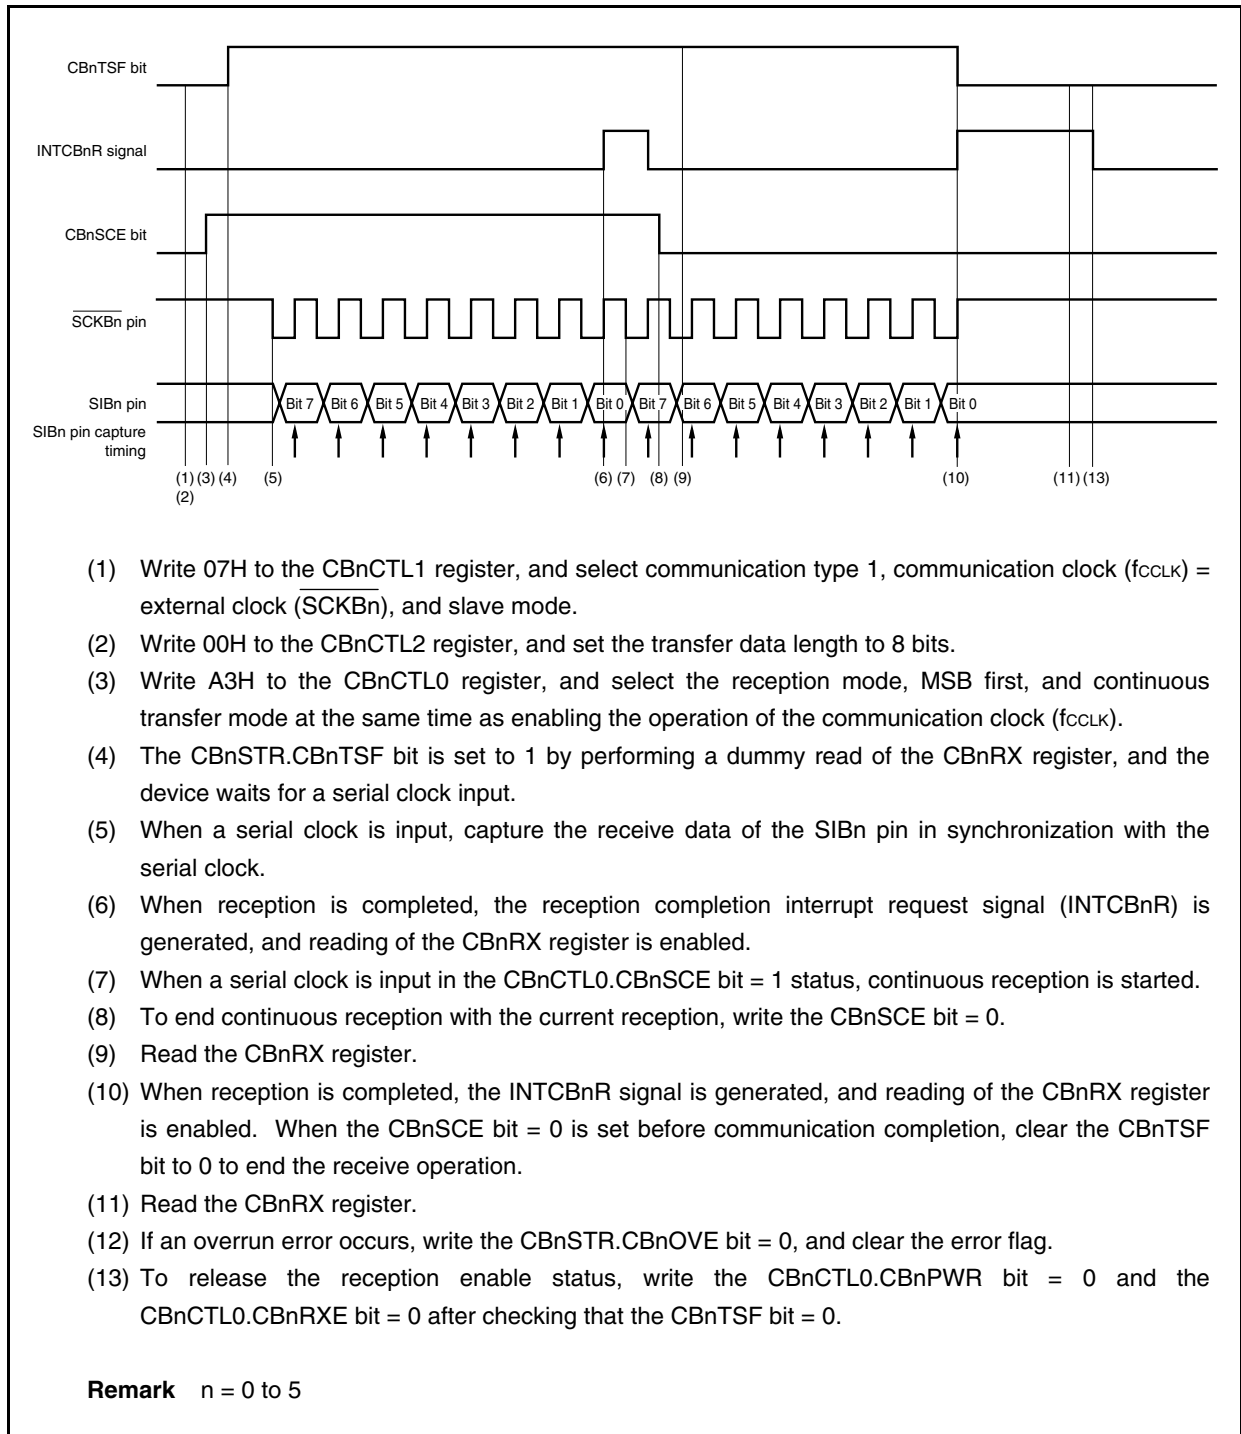 CBnTSF bit
INTCBnR signal
CBnSCE bit
SCKBn pin
SIBn pin
Bit 7 Bit 6 Bit 5 Bit 4 Bit 3 Bit 2 Bit 1 Bit 0 Bit 7 Bit 6 Bit 5 Bit 4 Bit 3 Bit 2 Bit 1 Bit 0
SIBn pin capture
timing
(1) (3) (4) (5) (6) (7) (8) (9) (10) (11) (13)
(2)
(1) Write 07H to the CBnCTL1 register, and select communication type 1, communication clock (fCCLK) =
external clock (SCKBn), and slave mode.
(2) Write 00H to the CBnCTL2 register, and set the transfer data length to 8 bits.
(3) Write A3H to the CBnCTL0 register, and select the reception mode, MSB first, and continuous
transfer mode at the same time as enabling the operation of the communication clock (fCCLK).
(4) The CBnSTR.CBnTSF bit is set to 1 by performing a dummy read of the CBnRX register, and the
device waits for a serial clock input.
(5) When a serial clock is input, capture the receive data of the SIBn pin in synchronization with the
serial clock.
(6) When reception is completed, the reception completion interrupt request signal (INTCBnR) is
generated, and reading of the CBnRX register is enabled.
(7) When a serial clock is input in the CBnCTL0.CBnSCE bit = 1 status, continuous reception is started.
(8) To end continuous reception with the current reception, write the CBnSCE bit = 0.
(9) Read the CBnRX register.
(10) When reception is completed, the INTCBnR signal is generated, and reading of the CBnRX register
is enabled. When the CBnSCE bit = 0 is set before communication completion, clear the CBnTSF
bit to 0 to end the receive operation.
(11) Read the CBnRX register.
(12) If an overrun error occurs, write the CBnSTR.CBnOVE bit = 0, and clear the error flag.
(13) To release the reception enable status, write the CBnCTL0.CBnPWR bit = 0 and the
CBnCTL0.CBnRXE bit = 0 after checking that the CBnTSF bit = 0.
Remark n = 0 to 5